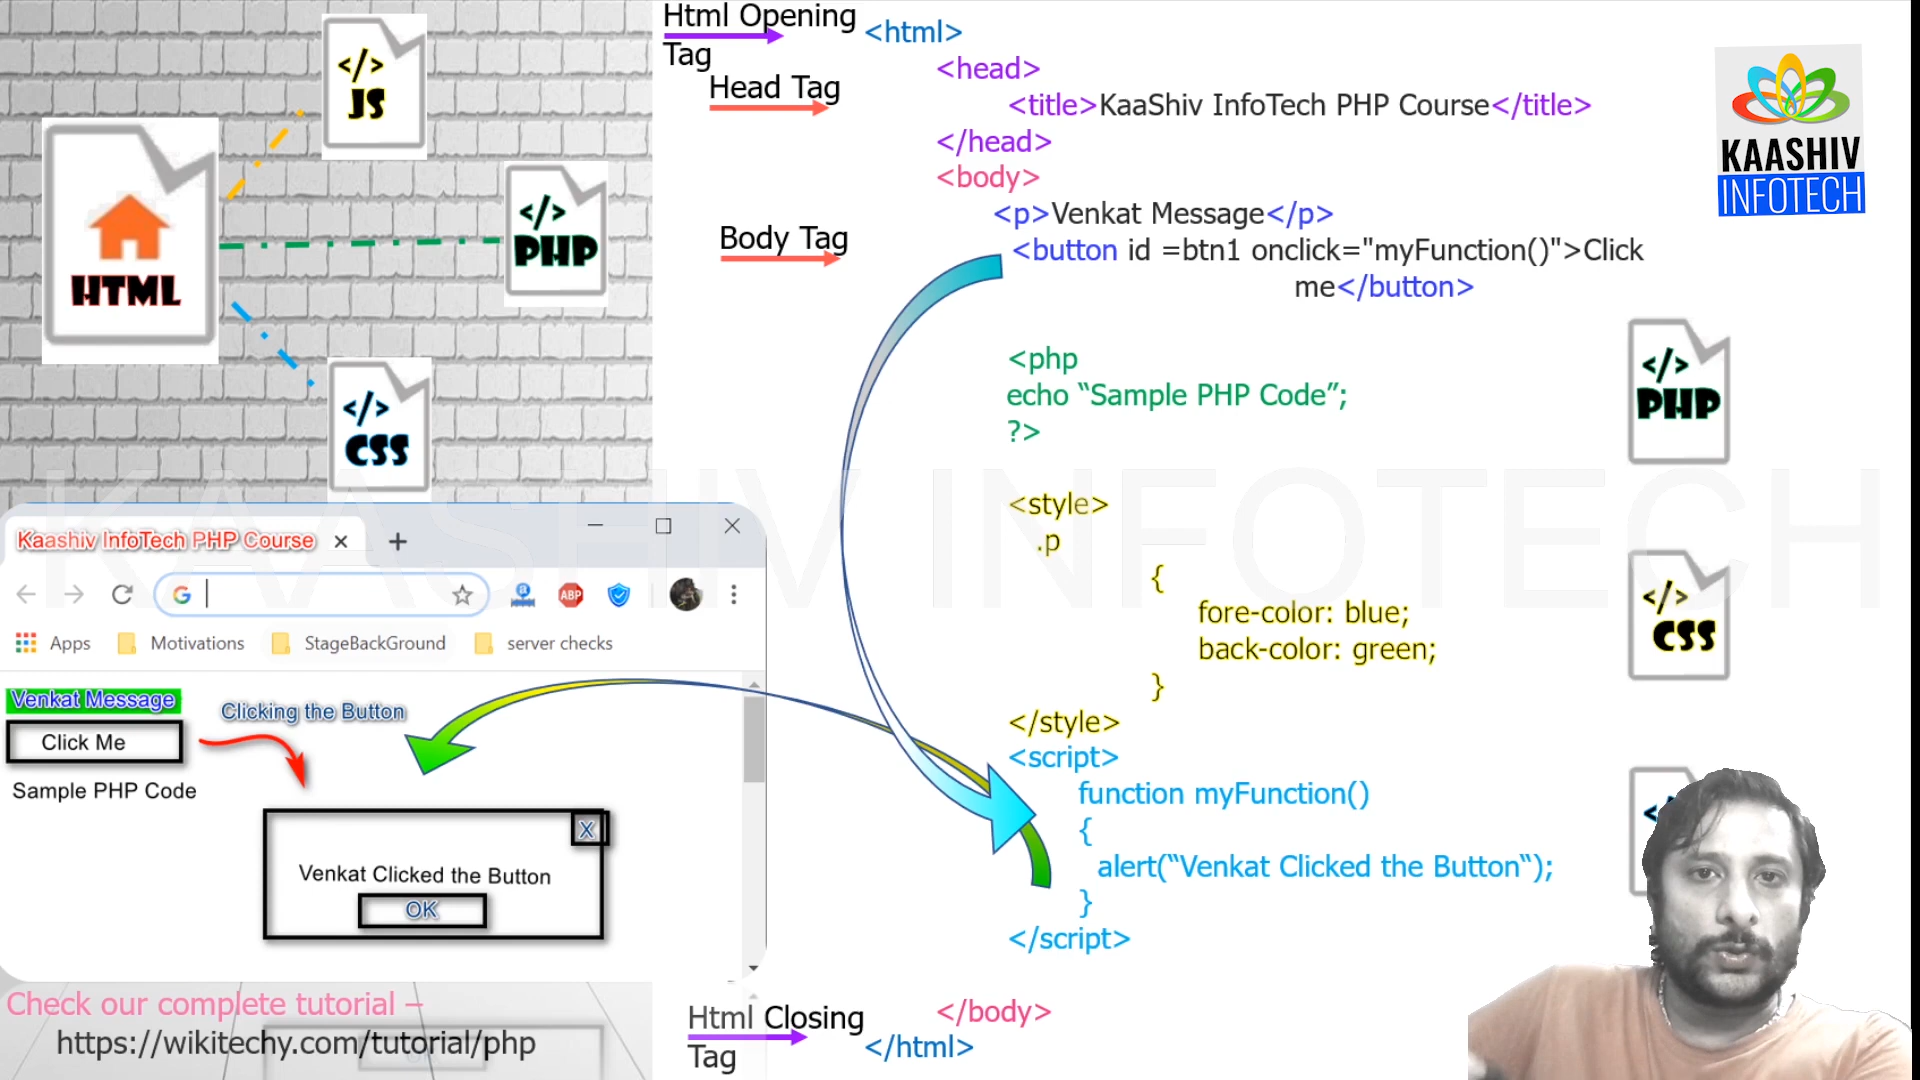 </>
JS
HTML
</>
PHP
</>
CSS
Html Opening
Tag
<html>
Head Tag
<head>
<title>KaaShiv InfoTech PHP Course</title>
</head>
<body>
Body Tag
<p>Venkat Message</p>
<button id =btn1 onclick="myFunction()">Click
me</button>
<php
echo “Sample PHP Code”;
?>
<style>
.p
{
fore-color: blue;
back-color: green;
}
</style>
<script>
function myFunction()
{
alert(“Venkat Clicked the Button“);
}
</script>
</body>
Html Closing
Tag
</html>
KAASHIV
INFOTECH
</>
PHP
</>
CSS
KAASHIV INFOTECH
Kaashiv InfoTech PHP Course
ABP
Apps Motivations StageBackGround server checks
Venkat Message
Click Me
Sample PHP Code
Clicking the Button
X
Venkat Clicked the Button
OK
Check our complete tutorial –
https://wikitechy.com/tutorial/php